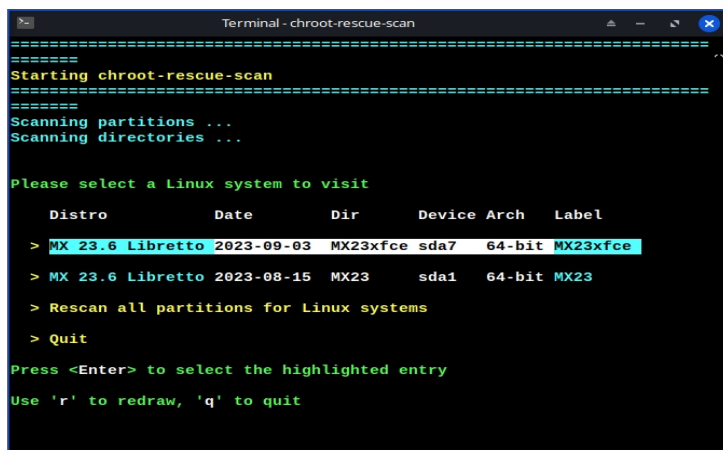 Terminal - chroot-rescue-scan
========================================================================
=======
Starting chroot-rescue-scan
========================================================================
=======
Scanning partitions ...
Scanning directories ...
Please select a Linux system to visit
Distro Date Dir Device Arch Label
> MX 23.6 Libretto 2023-09-03 MX23xfce sda7 64-bit MX23xfce
> MX 23.6 Libretto 2023-08-15 MX23 sda1 64-bit MX23
> Rescan all partitions for Linux systems
> Quit
Press <Enter> to select the highlighted entry
Use 'r' to redraw, 'q' to quit